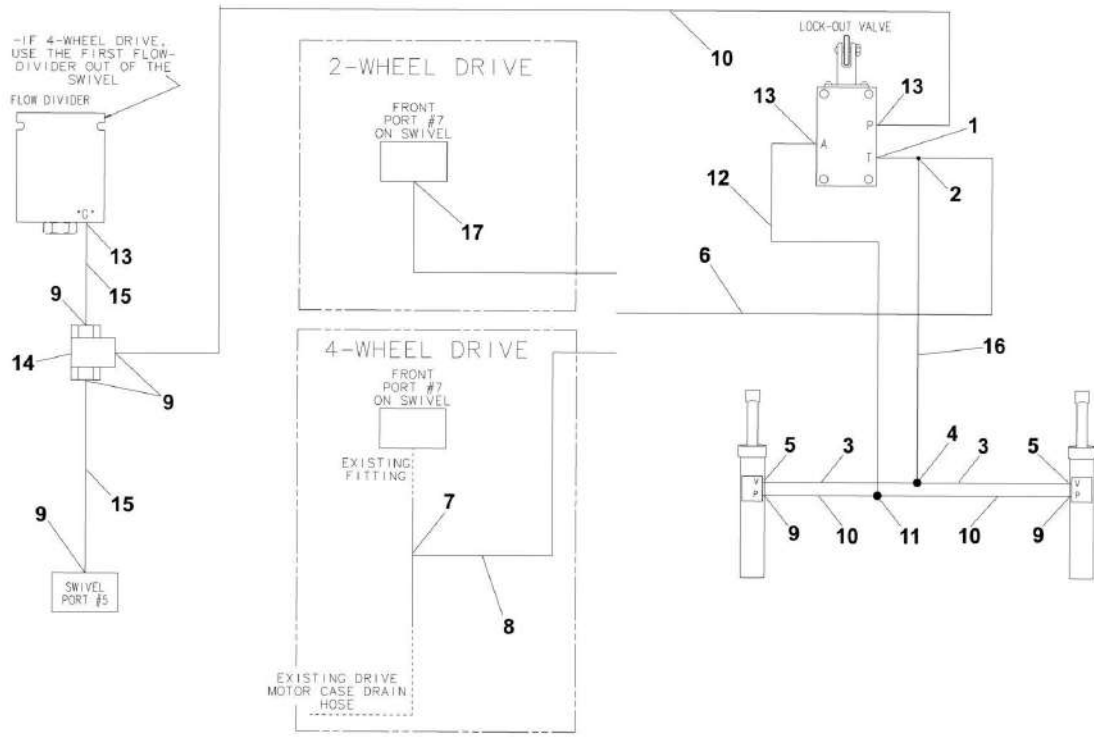 -IF 4-WHEEL DRIVE,
USE THE FIRST FLOW-
DIVIDER OUT OF THE
SWIVEL
FLOW DIVIDER
"C"
13
15
9
14
9
15
9
SWIVEL
PORT #5
10
2-WHEEL DRIVE
FRONT
PORT #7
ON SWIVEL
17
6
4-WHEEL DRIVE
FRONT
PORT #7
ON SWIVEL
EXISTING
FITTING
7
8
EXISTING DRIVE
MOTOR CASE DRAIN
HOSE
LOCK-OUT VALVE
13
13
P
A
T
1
2
12
16
5
3
4
3
5
V
P
V
P
9
10
11
10
9